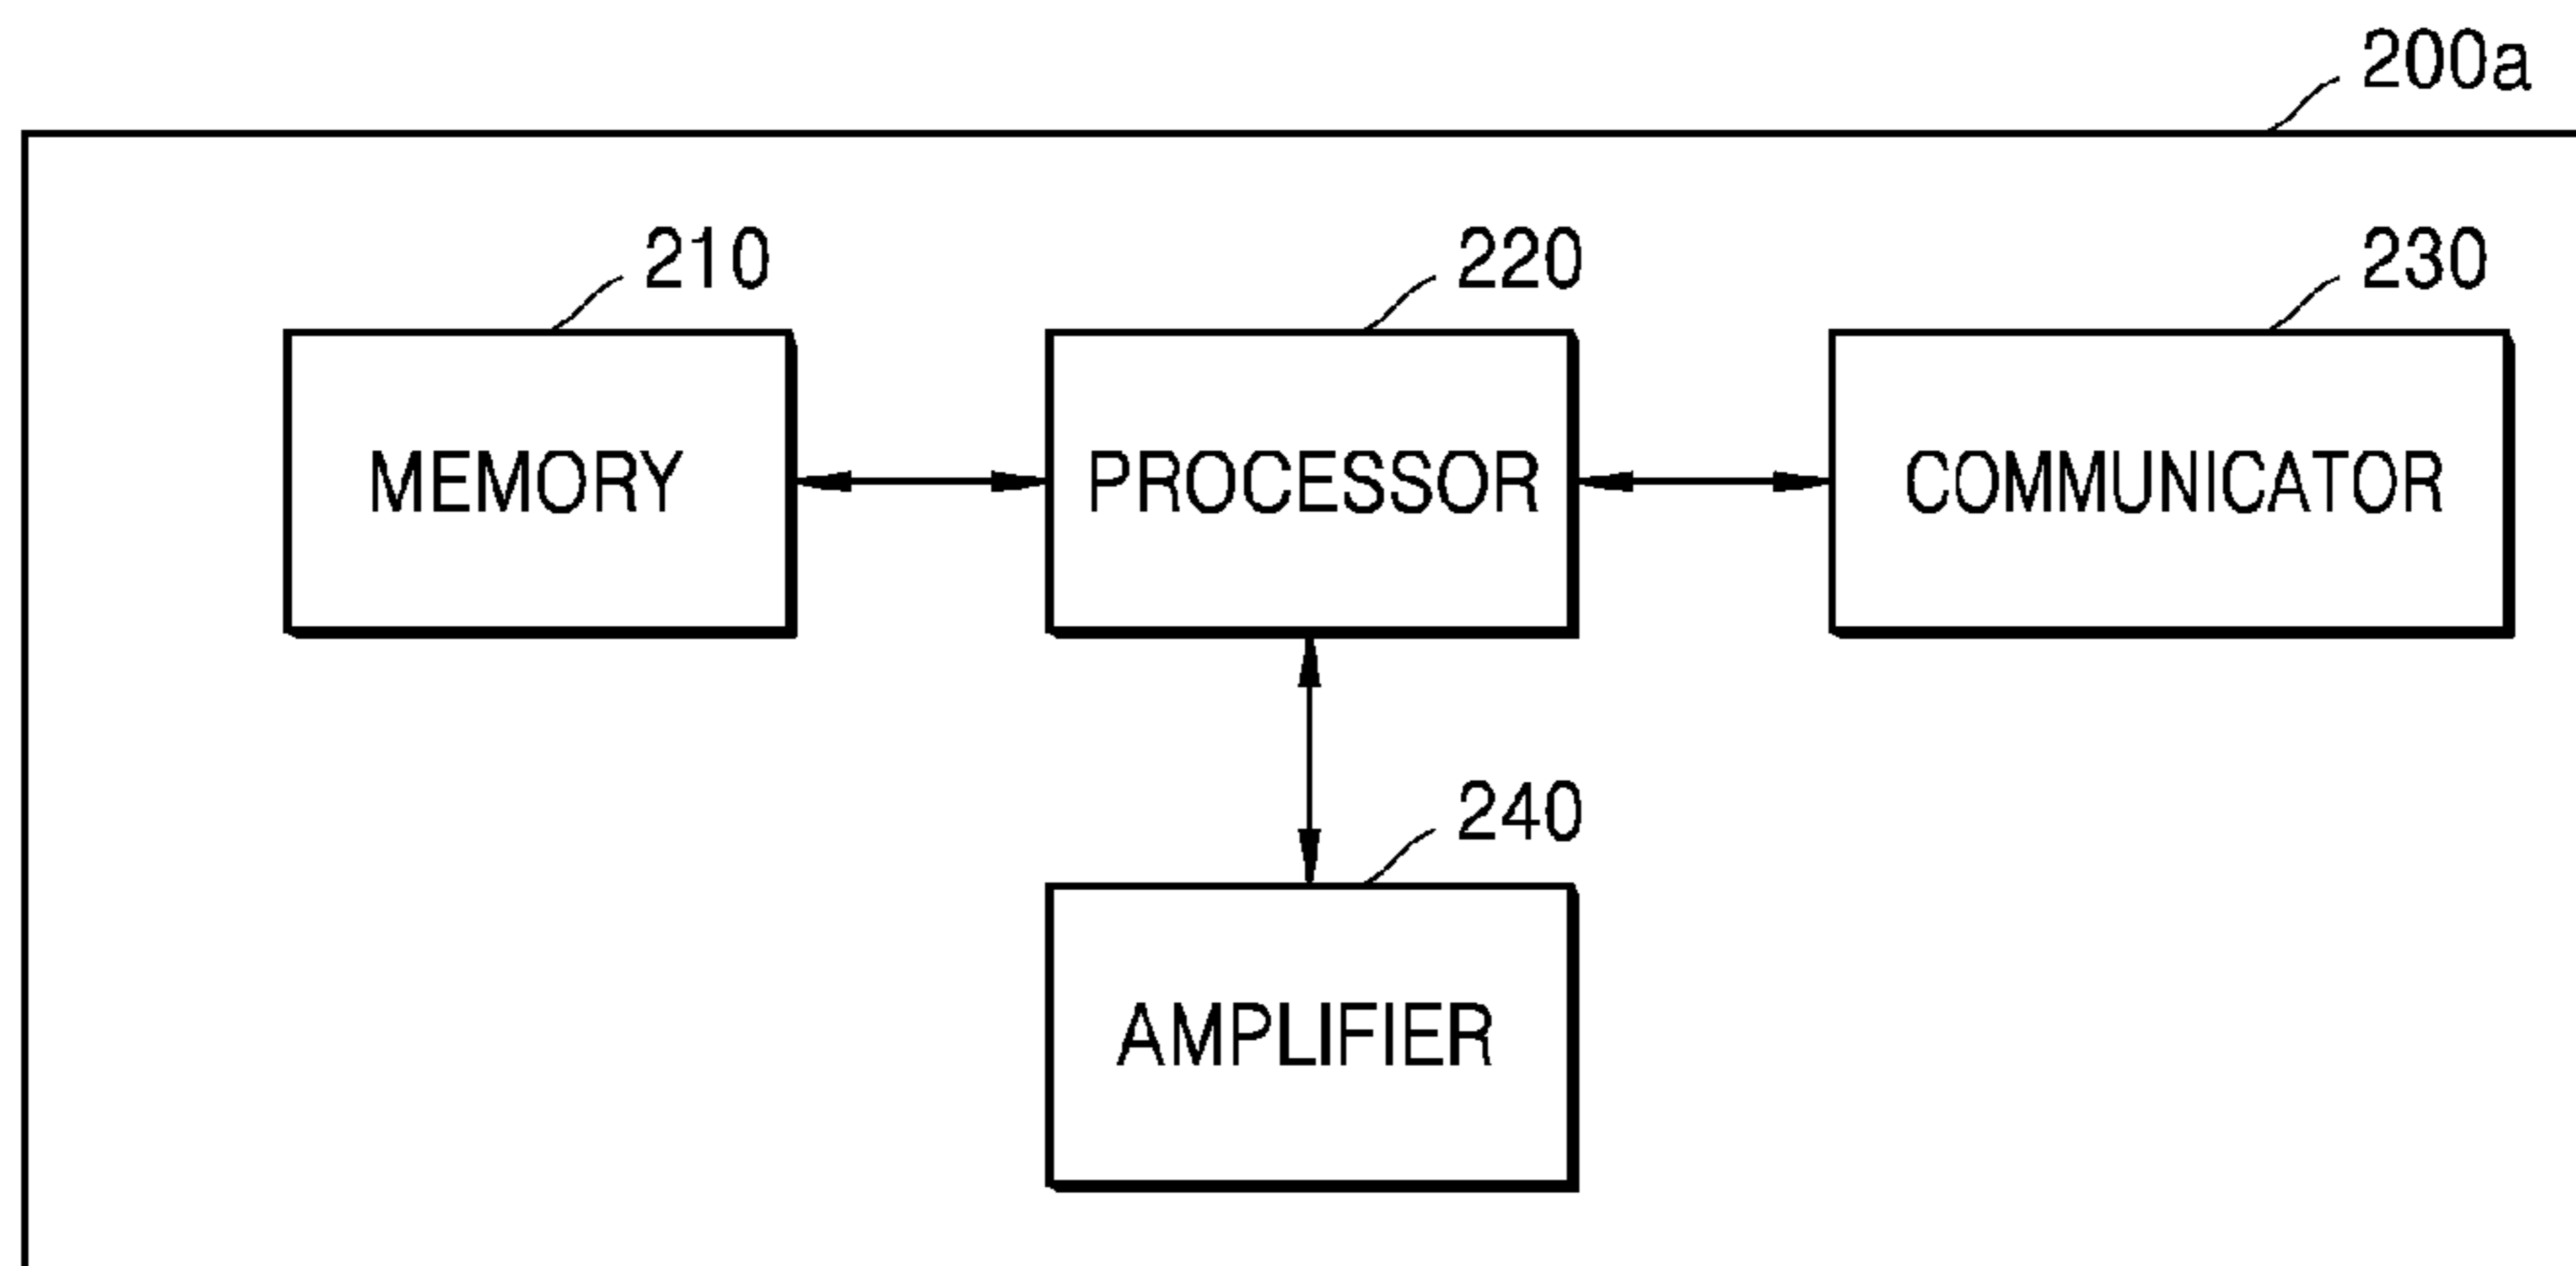 200a
210
220
230
MEMORY
PROCESSOR
COMMUNICATOR
240
AMPLIFIER